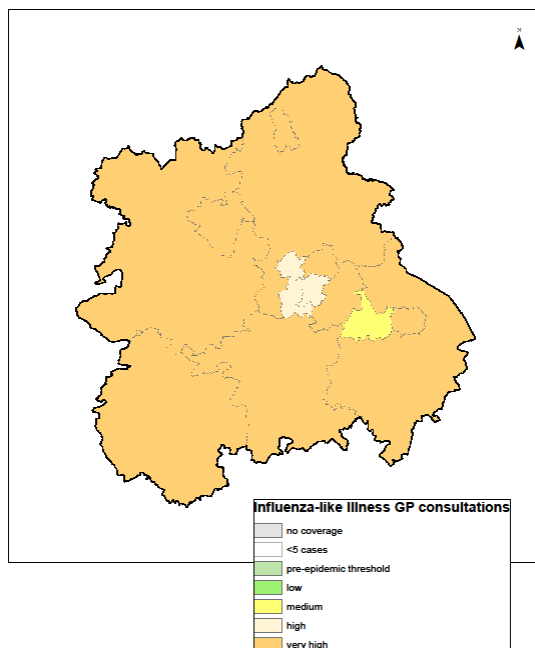 N
Influenza-like Illness GP consultations
no coverage
<5 cases
pre-epidemic threshold
low
medium
high
very high